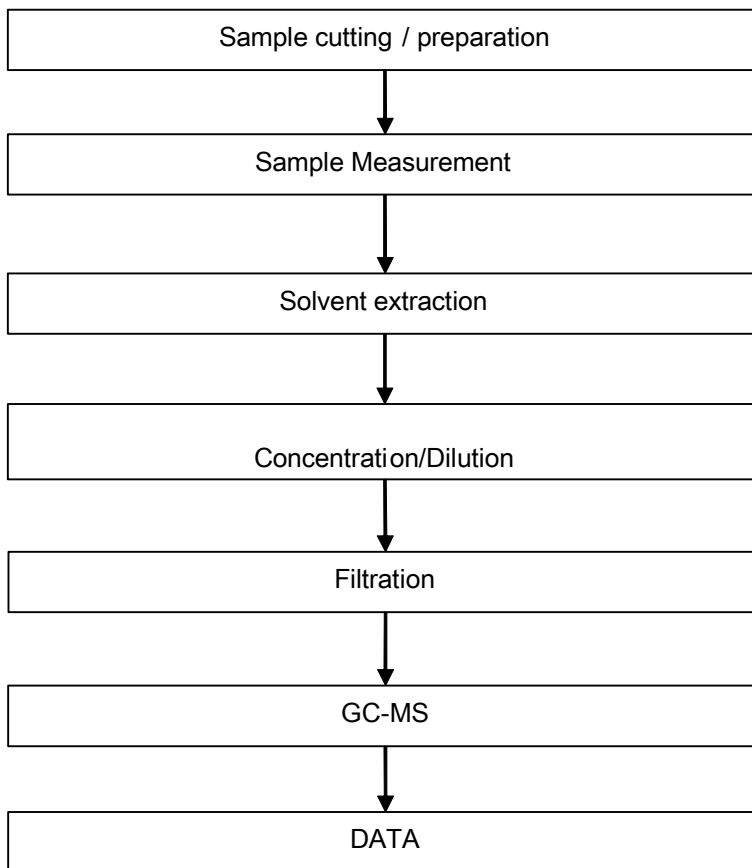 Sample cutting / preparation
Sample Measurement
Solvent extraction
Concentration/Dilution
Filtration
GC-MS
DATA